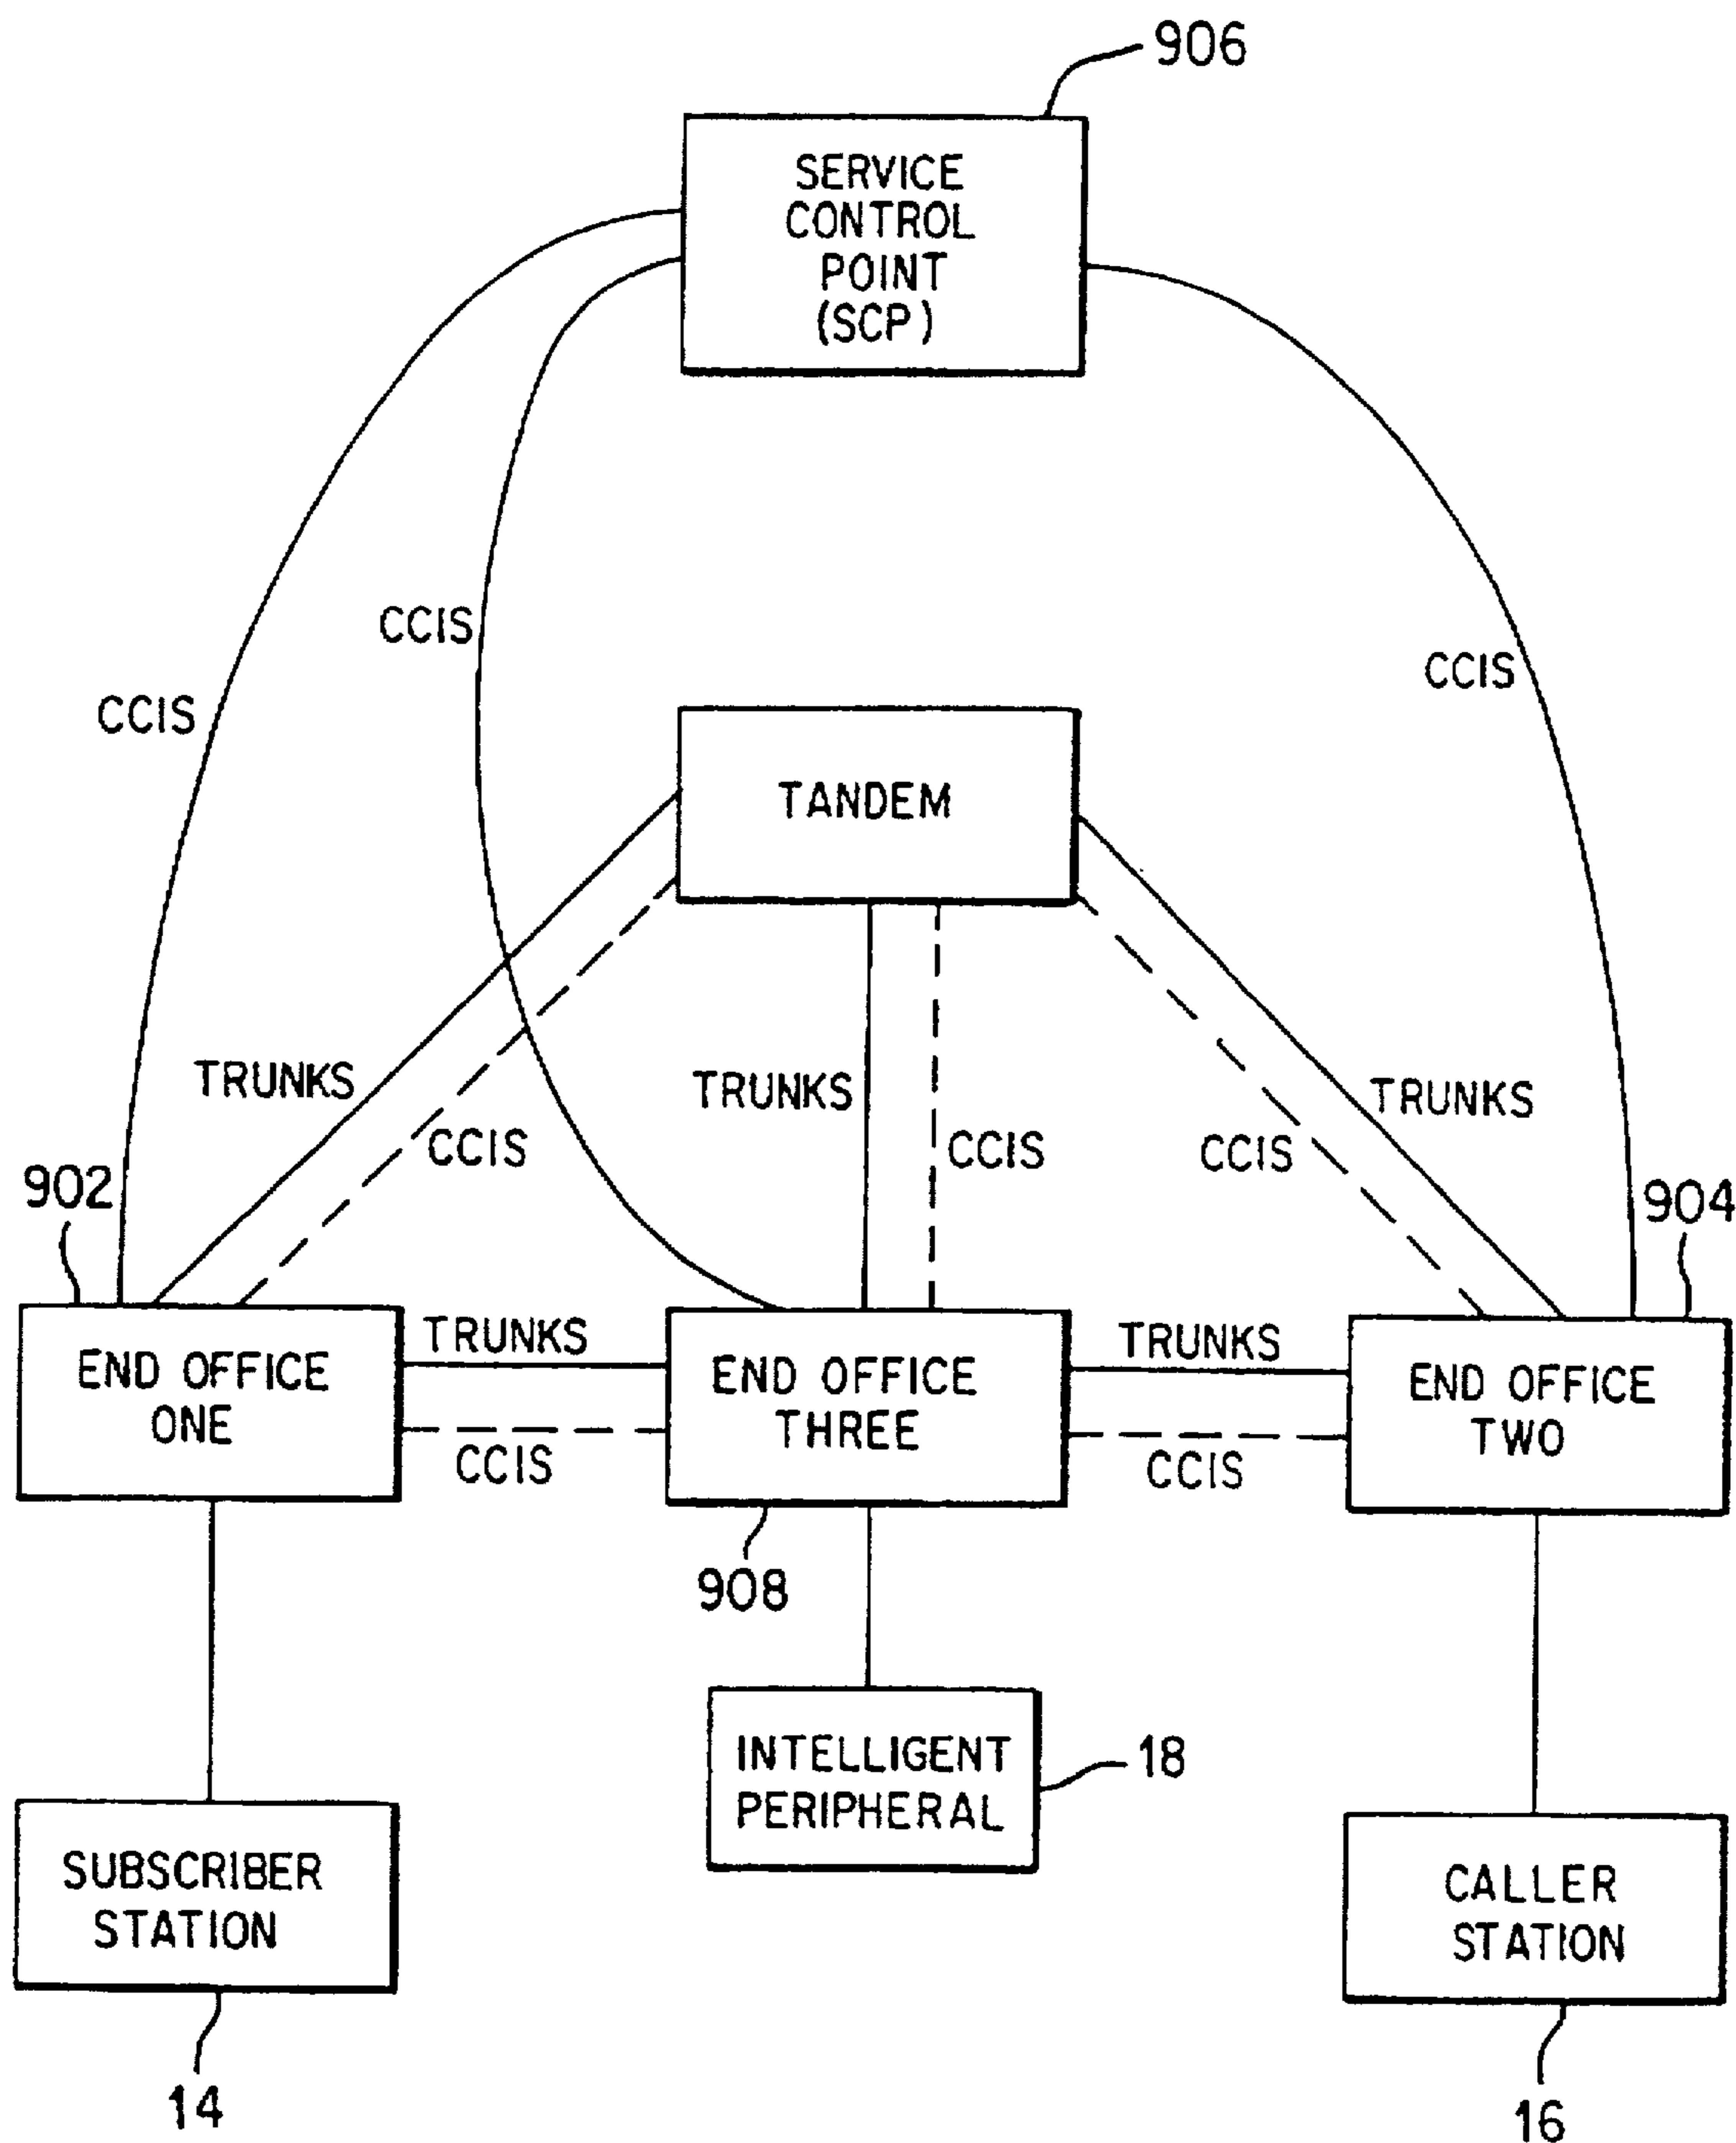 906
SERVICE
CONTROL
POINT
(SCP)
CCIS
CCIS
CCIS
TANDEM
TRUNKS
TRUNKS
TRUNKS
CCIS
CCIS
CCIS
902
904
TRUNKS
TRUNKS
END OFFICE
ONE
END OFFICE
THREE
END OFFICE
TWO
CCIS
CCIS
908
INTELLIGENT
PERIPHERAL
18
SUBSCRIBER
STATION
CALLER
STATION
14
16